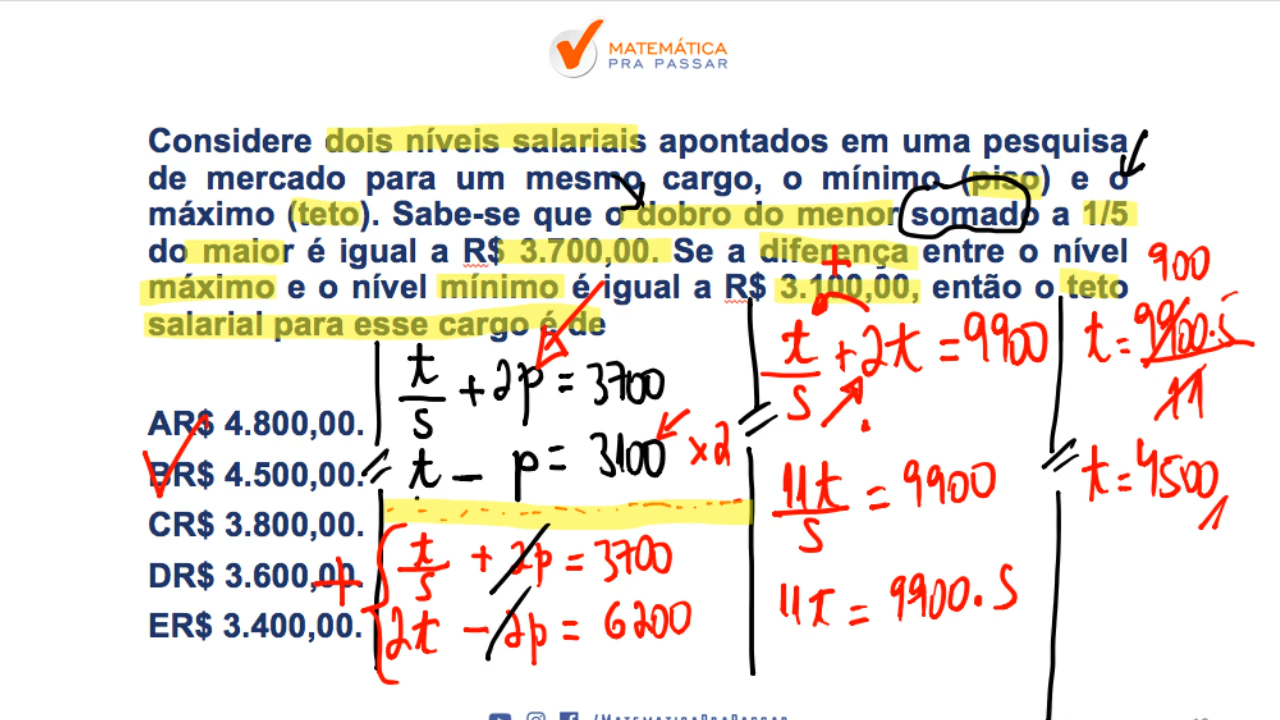 MATEMÁTICA
PRA PASSAR
Considere dois níveis salariais apontados em uma pesquisa
de mercado para um mesmo cargo, o mínimo (piso) e o
máximo (teto). Sabe-se que o dobro do menor somado a 1/5
do maior é igual a R$ 3.700,00. Se a diferença entre o nível
máximo e o nível mínimo é igual a R$ 3.100,00, então o teto
salarial para esse cargo é de
AR$ 4.800,00.
BR$ 4.500,00.
CR$ 3.800,00.
DR$ 3.600,00.
ER$ 3.400,00.
t/5 + 2p = 3700
t - p = 3100 x2
+ t/5 + 2p = 3700
2t - 2p = 6200
+
t/5 + 2t = 9900
11t/5 = 9900
11t = 9900.5
900
t = 9900.5/11
t = 4500
/MATEMATICAPRAPASSAR